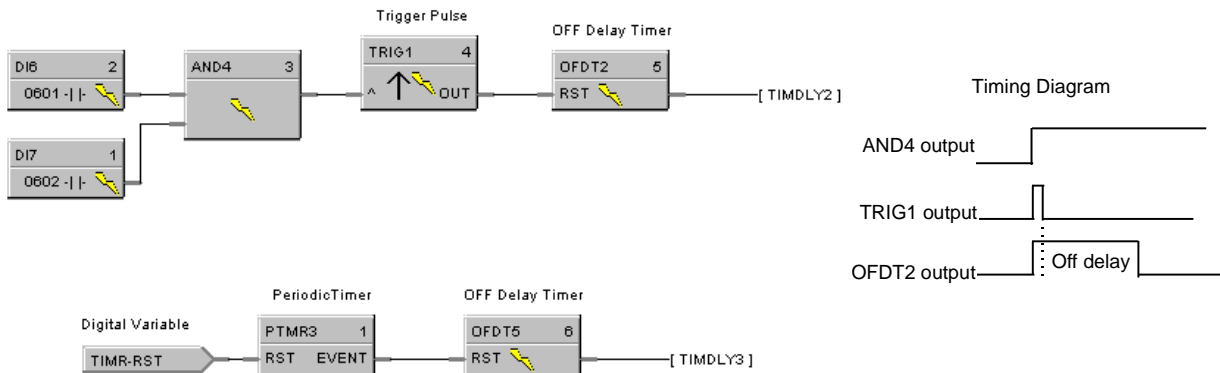 Trigger Pulse
OFF Delay Timer
DI6 2
0601 -| |-
AND4 3
TRIG1 4
^ OUT
OFDT2 5
RST
[ TIMDLY2 ]
DI7 1
0602 -| |-
Timing Diagram
AND4 output
TRIG1 output
OFDT2 output
Off delay
Digital Variable
PeriodicTimer
OFF Delay Timer
TIMR-RST
PTMR3 1
RST EVENT
OFDT5 6
RST
[ TIMDLY3 ]